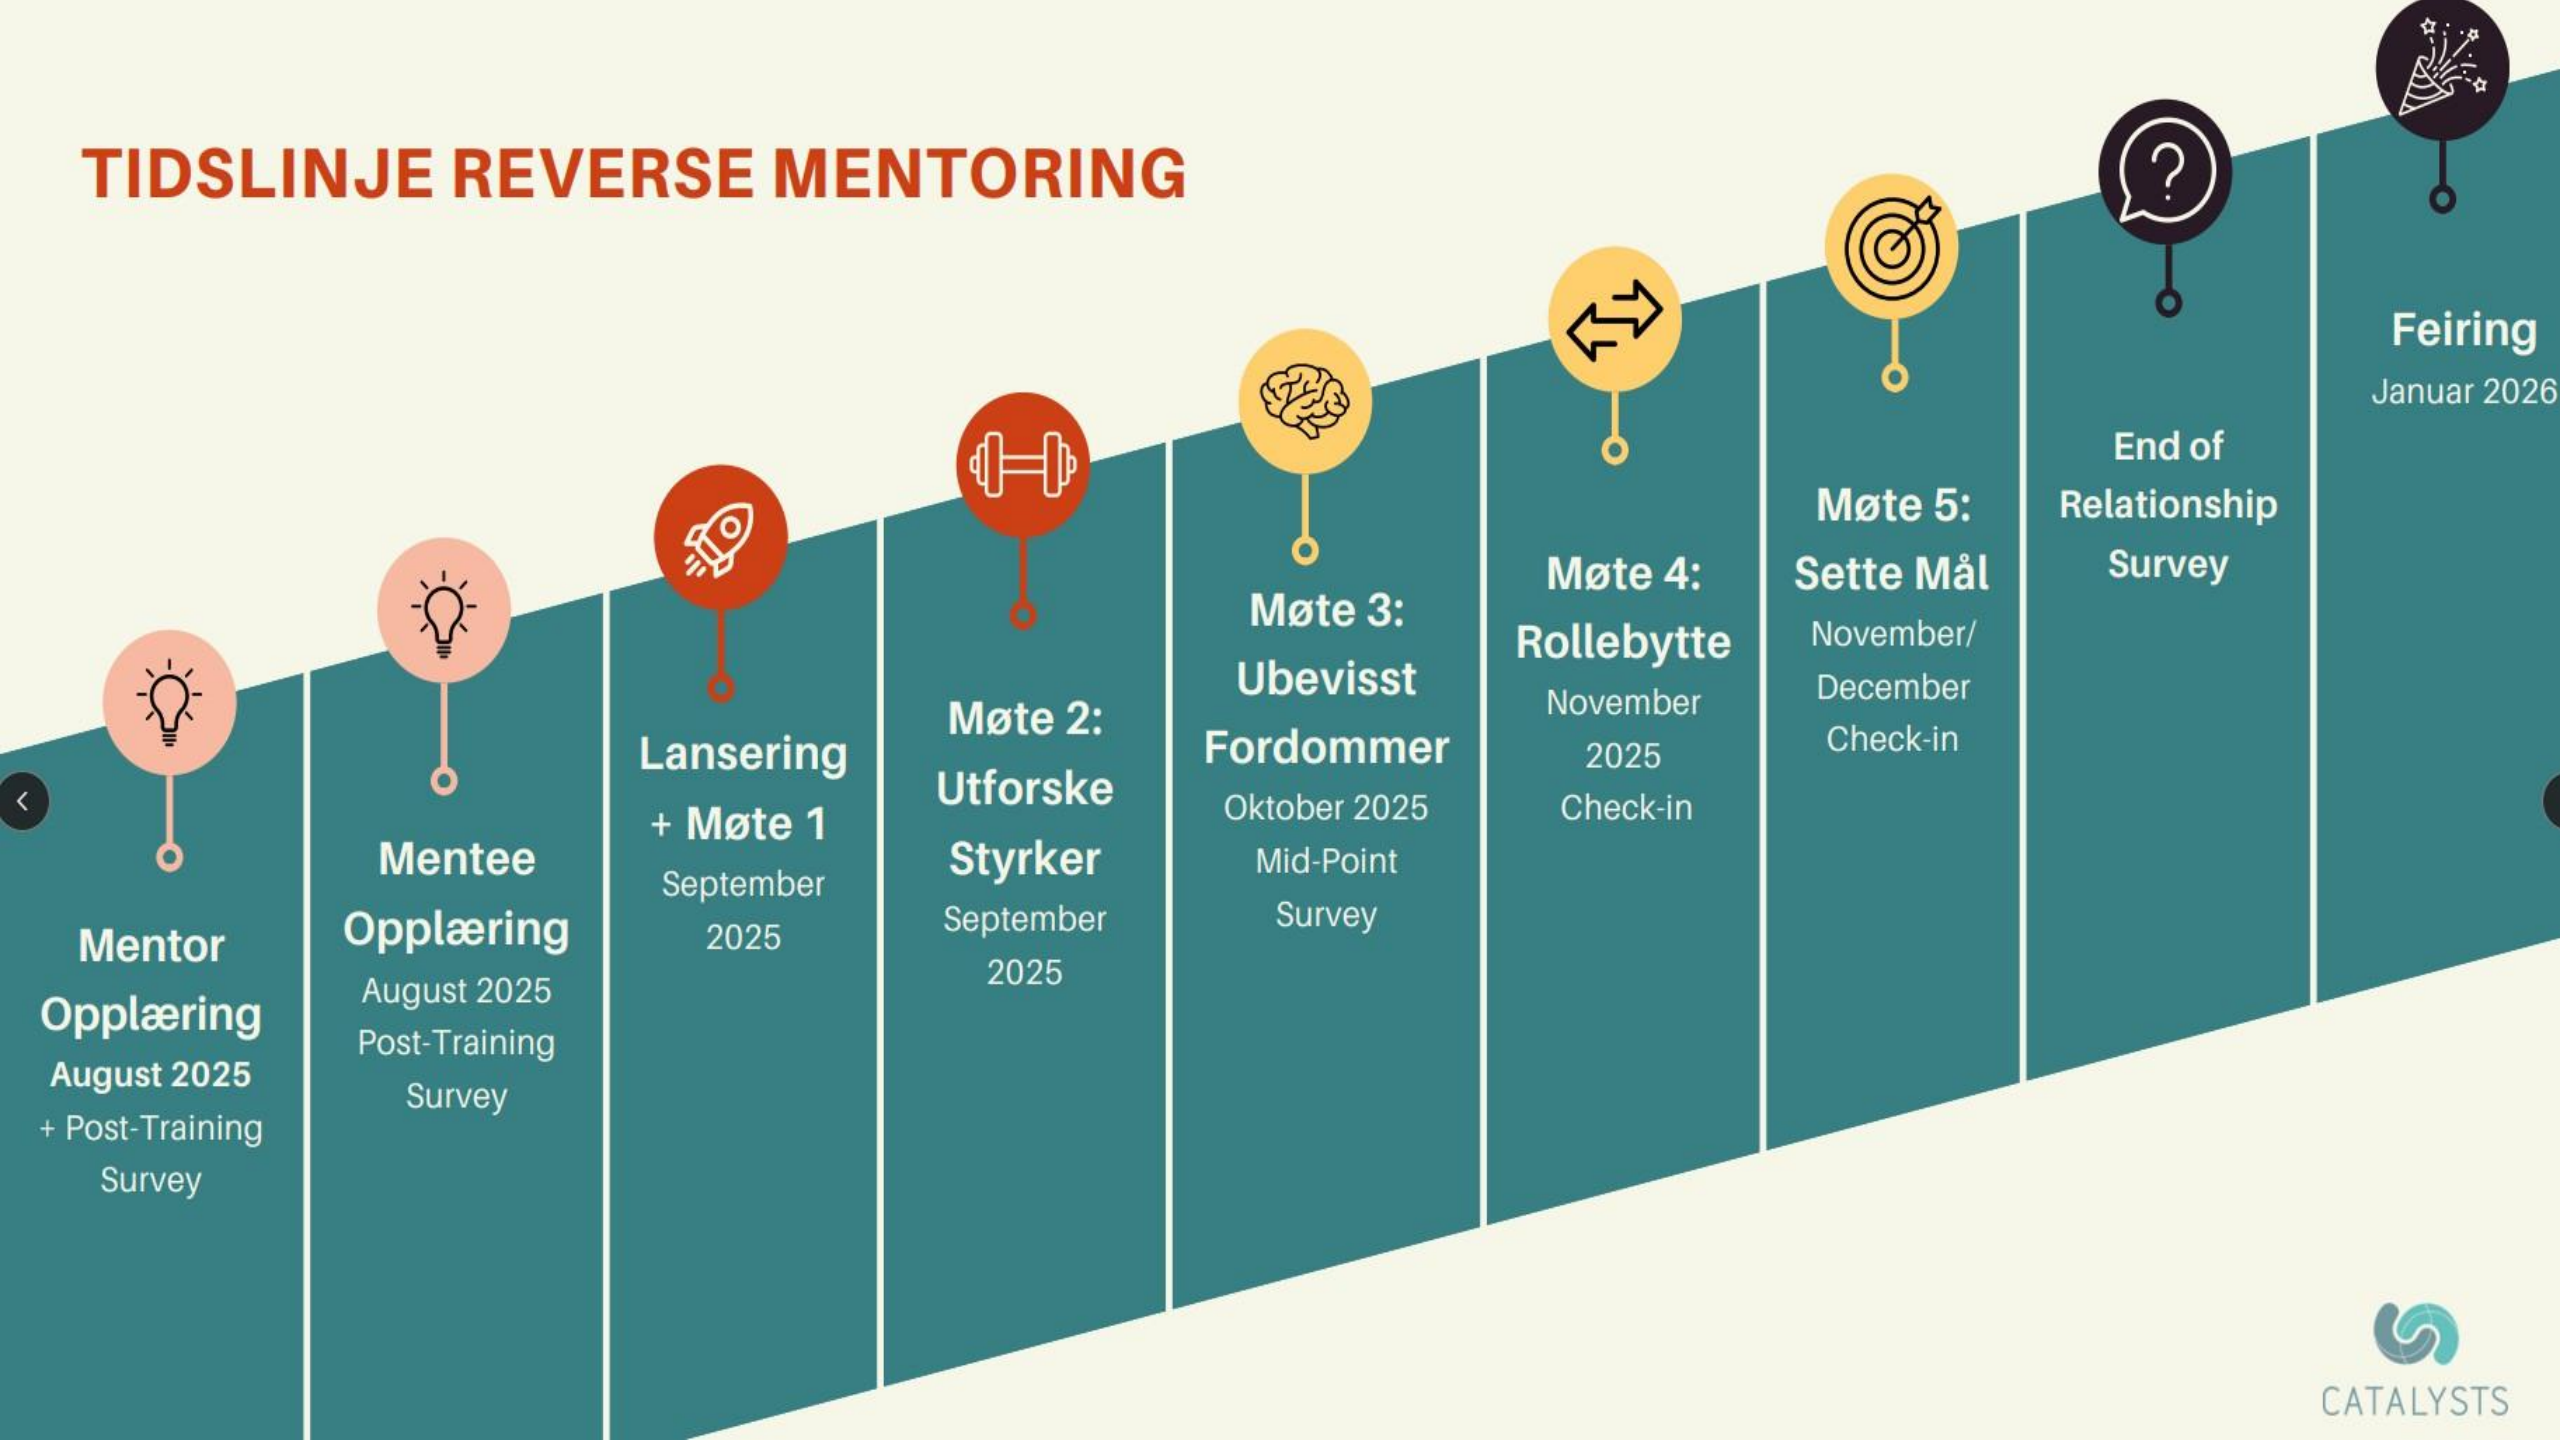 TIDSLINJE REVERSE MENTORING
Mentor
Opplæring
August 2025
+ Post-Training
Survey
Mentee
Opplæring
August 2025
Post-Training
Survey
Lansering
+ Møte 1
September
2025
Møte 2:
Utforske
Styrker
September
2025
Møte 3:
Ubevisst
Fordommer
Oktober 2025
Mid-Point
Survey
Møte 4:
Rollebytte
November
2025
Check-in
Møte 5:
Sette Mål
November/
December
Check-in
End of
Relationship
Survey
Feiring
Januar 2026
CATALYSTS